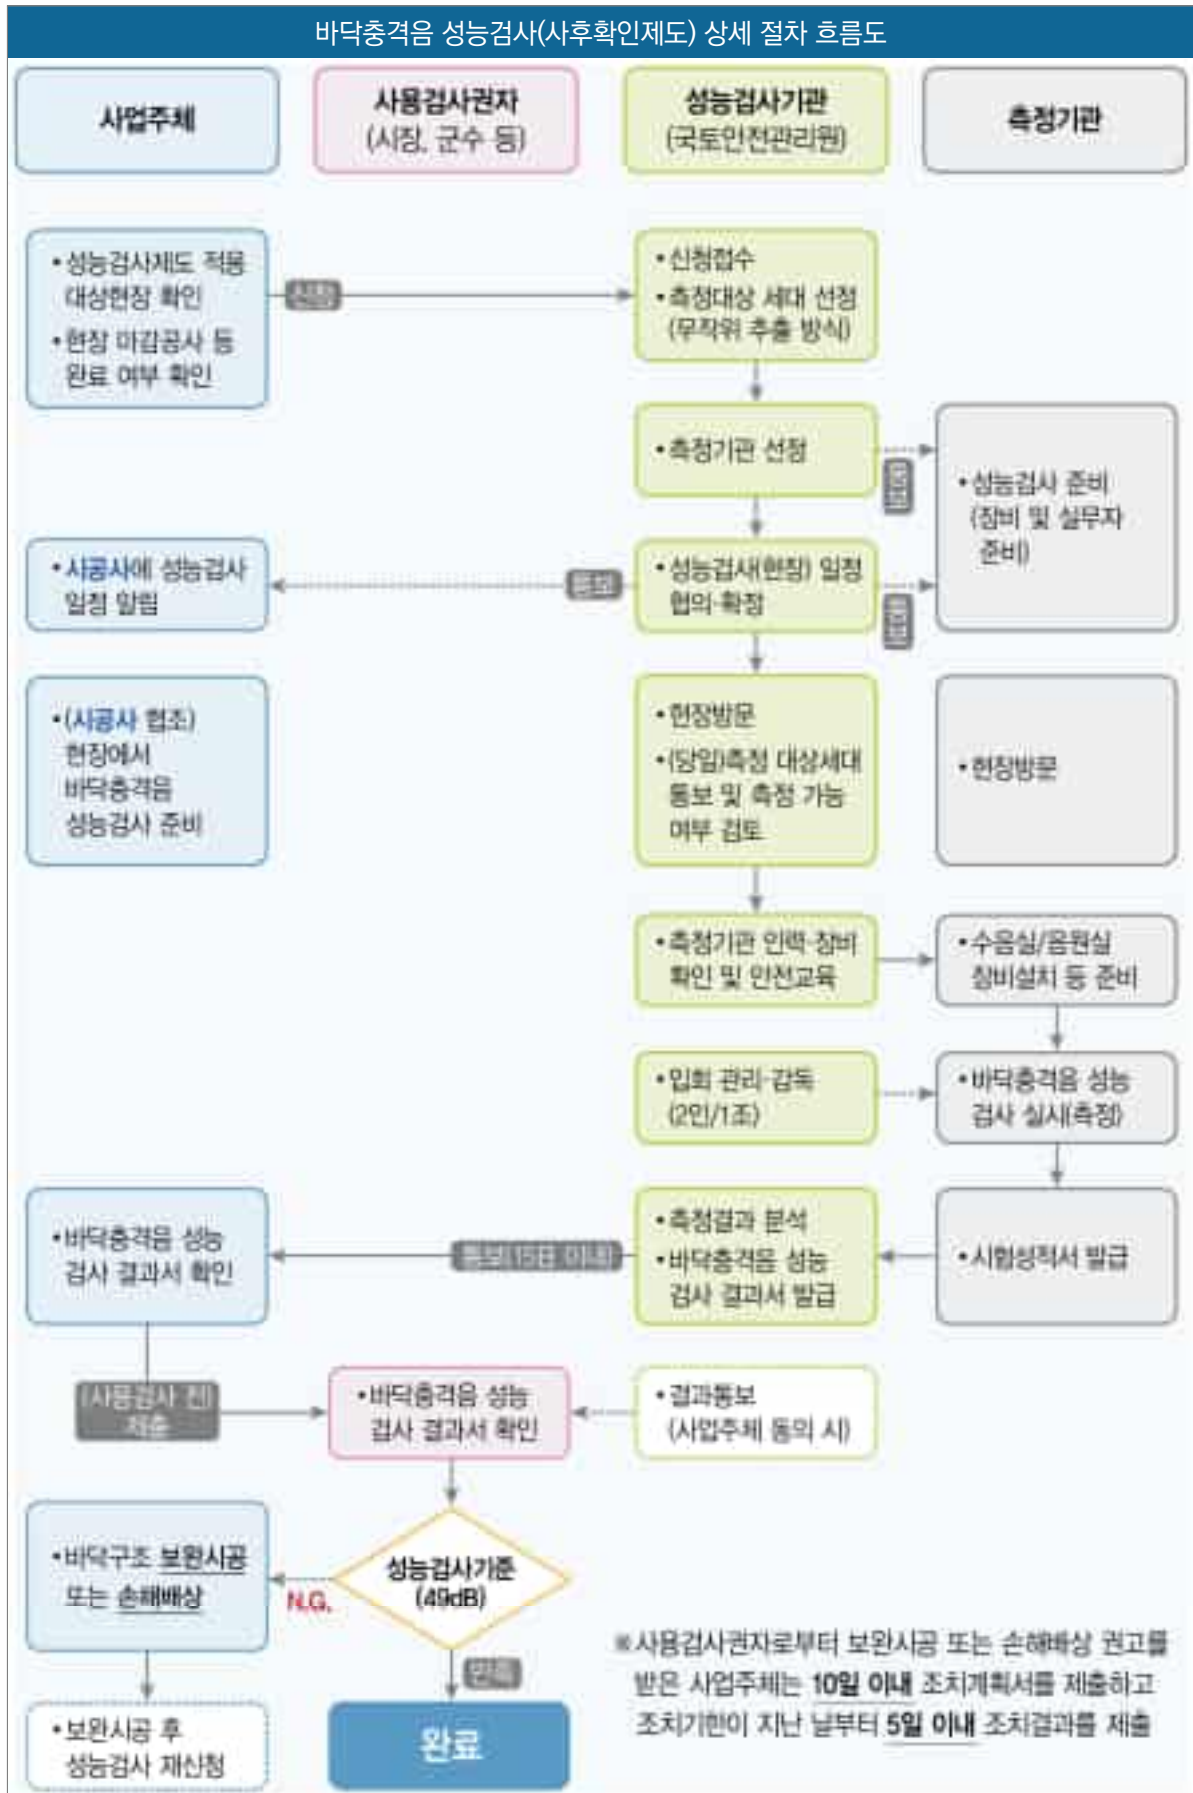 바닥충격음 성능검사(사후확인제도) 상세 절차 흐름도
사업주체
사용검사권자
(시장, 군수 등)
성능검사기관
(국토안전관리원)
측정기관
• 성능검사제도 적용
대상현장 확인
• 현장 마감공사 등
완료 여부 확인
신청
• 신청접수
• 측정대상 세대 선정
(무작위 추출 방식)
• 측정기관 선정
• 성능검사 준비
(장비 및 실무자
준비)
• 시공사에 성능검사
일정 알림
통보
• 성능검사(현장) 일정
협의·확정
• (시공사 협조)
현장에서
바닥충격음
성능검사 준비
• 현장방문
• (당일)측정 대상세대
통보 및 측정 가능
여부 검토
• 현장방문
• 측정기관 인력·장비
확인 및 안전교육
• 수음실/음원실
장비설치 등 준비
• 입회 관리·감독
(2인/1조)
• 바닥충격음 성능
검사 실시(측정)
• 바닥충격음 성능
검사 결과서 확인
통보(15일 이내)
• 측정결과 분석
• 바닥충격음 성능
검사 결과서 발급
• 시험성적서 발급
(사용검사 전)
제출
• 바닥충격음 성능
검사 결과서 확인
• 결과통보
(사업주체 동의 시)
• 바닥구조 보완시공
또는 손해배상
N.G.
성능검사기준
(49dB)
만족
• 보완시공 후
성능검사 재신청
완료
※ 사용검사권자로부터 보완시공 또는 손해배상 권고를
받은 사업주체는 10일 이내 조치계획서를 제출하고
조치기한이 지난 날부터 5일 이내 조치결과를 제출